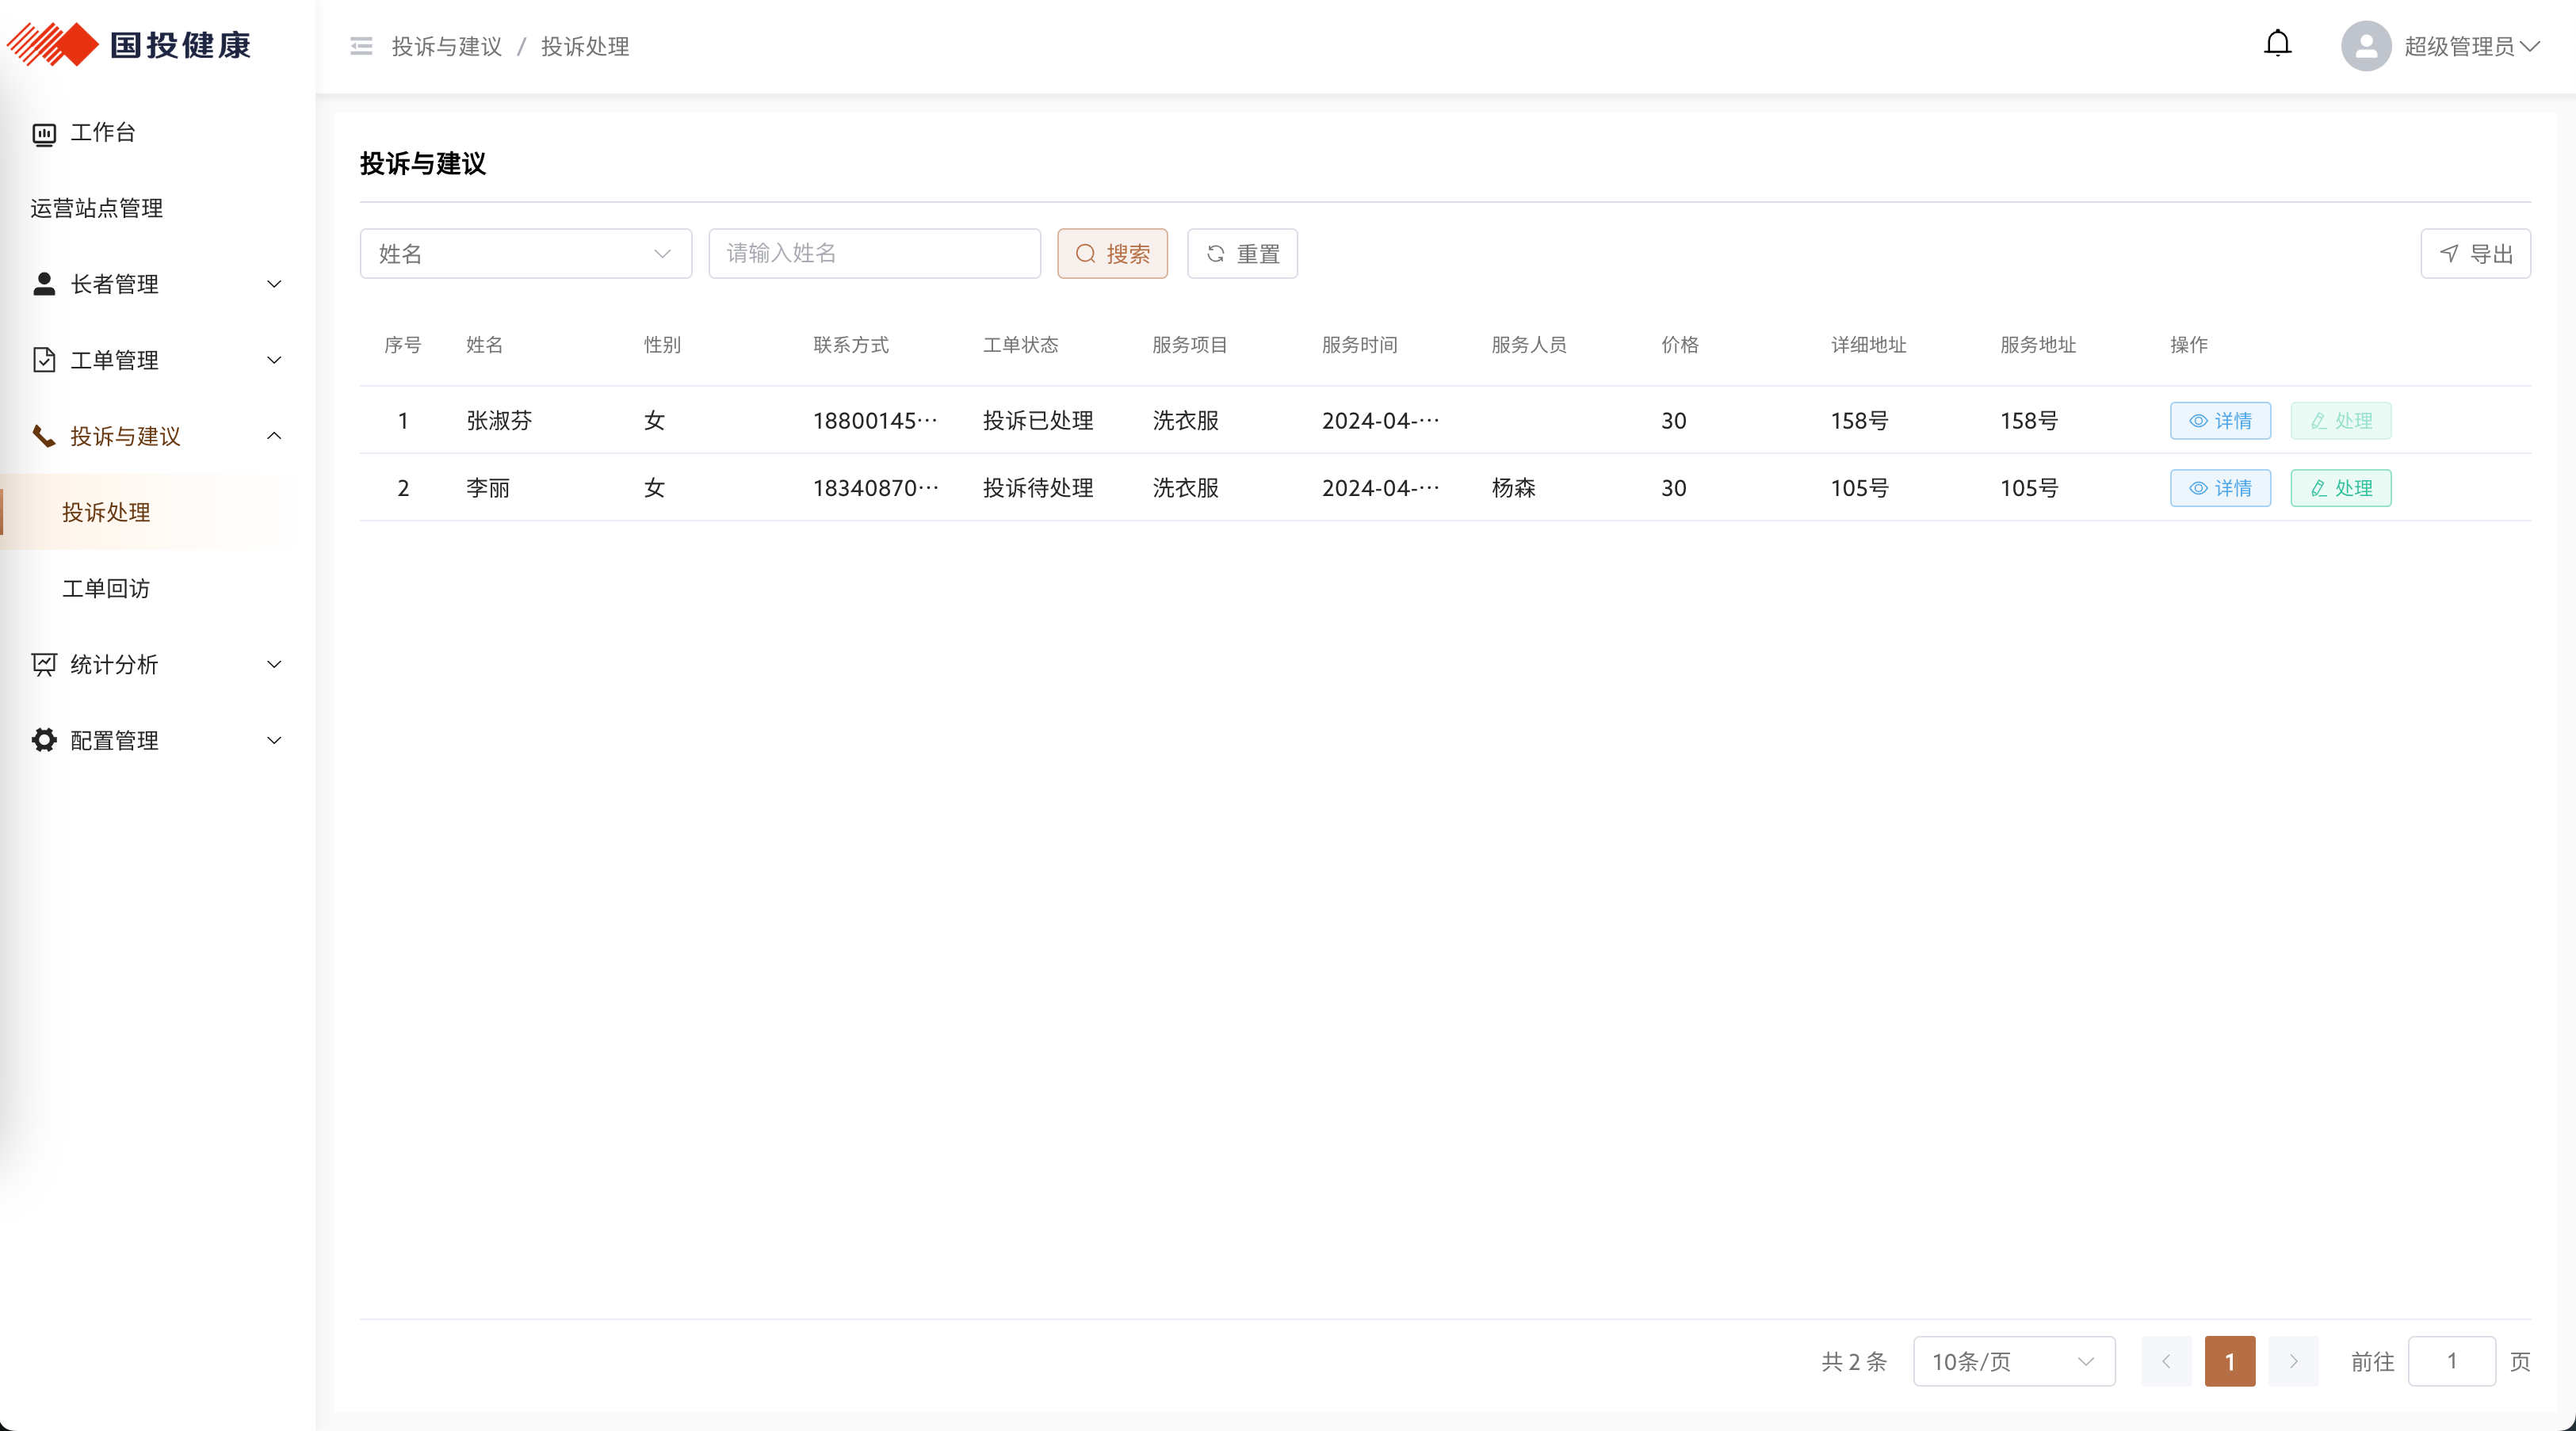 国投健康
投诉与建议 / 投诉处理
超级管理员
工作台
运营站点管理
长者管理
工单管理
投诉与建议
投诉处理
工单回访
统计分析
配置管理
投诉与建议
姓名 请输入姓名 搜索 重置 导出
序号 姓名 性别 联系方式 工单状态 服务项目 服务时间 服务人员 价格 详细地址 服务地址 操作
1 张淑芬 女 18800145··· 投诉已处理 洗衣服 2024-04-··· 30 158号 158号 详情 处理
2 李丽 女 18340870··· 投诉待处理 洗衣服 2024-04-··· 杨森 30 105号 105号 详情 处理
共 2 条 10条/页 1 前往 1 页